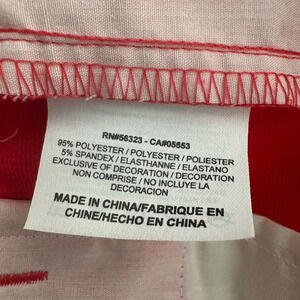 RN#56323 - CA#05553
95% POLYESTER / POLYESTER / POLIESTER
5% SPANDEX / ELASTHANNE / ELASTANO
EXCLUSIVE OF DECORATION / DECORATION
NON COMPRISE / NO INCLUYE LA
DECORACION
MADE IN CHINA/FABRIQUE EN
CHINE/HECHO EN CHINA